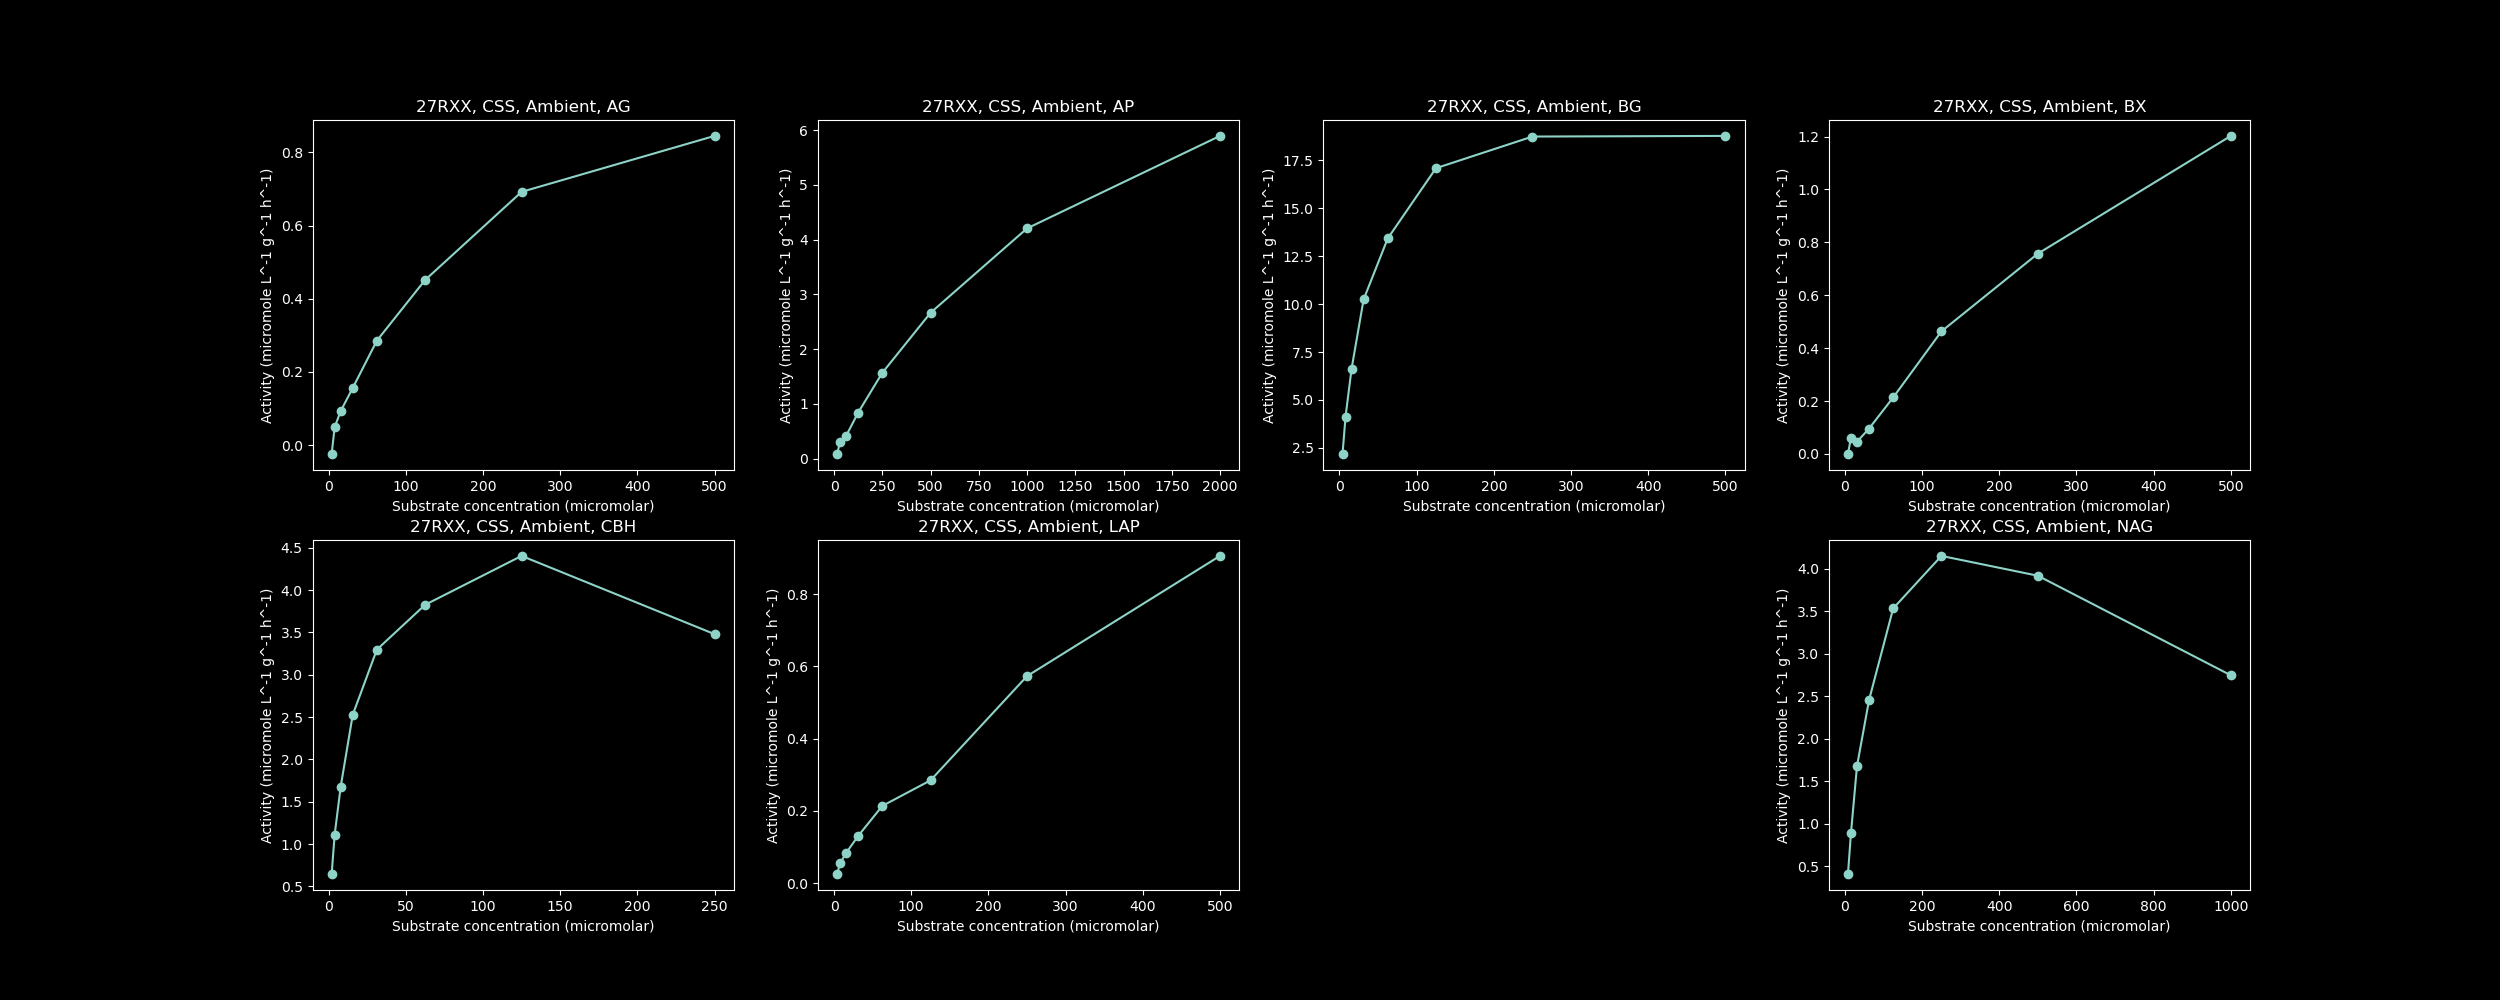 27RXX, CSS, Ambient, AG
Activity (micromole L^-1 g^-1 h^-1)
0.8
0.6
0.4
0.2
0.0
0 100 200 300 400 500
Substrate concentration (micromolar)
27RXX, CSS, Ambient, AP
Activity (micromole L^-1 g^-1 h^-1)
6
5
4
3
2
1
0
0 250 500 750 1000 1250 1500 1750 2000
Substrate concentration (micromolar)
27RXX, CSS, Ambient, BG
Activity (micromole L^-1 g^-1 h^-1)
17.5
15.0
12.5
10.0
7.5
5.0
2.5
0 100 200 300 400 500
Substrate concentration (micromolar)
27RXX, CSS, Ambient, BX
Activity (micromole L^-1 g^-1 h^-1)
1.2
1.0
0.8
0.6
0.4
0.2
0.0
0 100 200 300 400 500
Substrate concentration (micromolar)
27RXX, CSS, Ambient, CBH
Activity (micromole L^-1 g^-1 h^-1)
4.5
4.0
3.5
3.0
2.5
2.0
1.5
1.0
0.5
0 50 100 150 200 250
Substrate concentration (micromolar)
27RXX, CSS, Ambient, LAP
Activity (micromole L^-1 g^-1 h^-1)
0.8
0.6
0.4
0.2
0.0
0 100 200 300 400 500
Substrate concentration (micromolar)
27RXX, CSS, Ambient, NAG
Activity (micromole L^-1 g^-1 h^-1)
4.0
3.5
3.0
2.5
2.0
1.5
1.0
0.5
0 200 400 600 800 1000
Substrate concentration (micromolar)